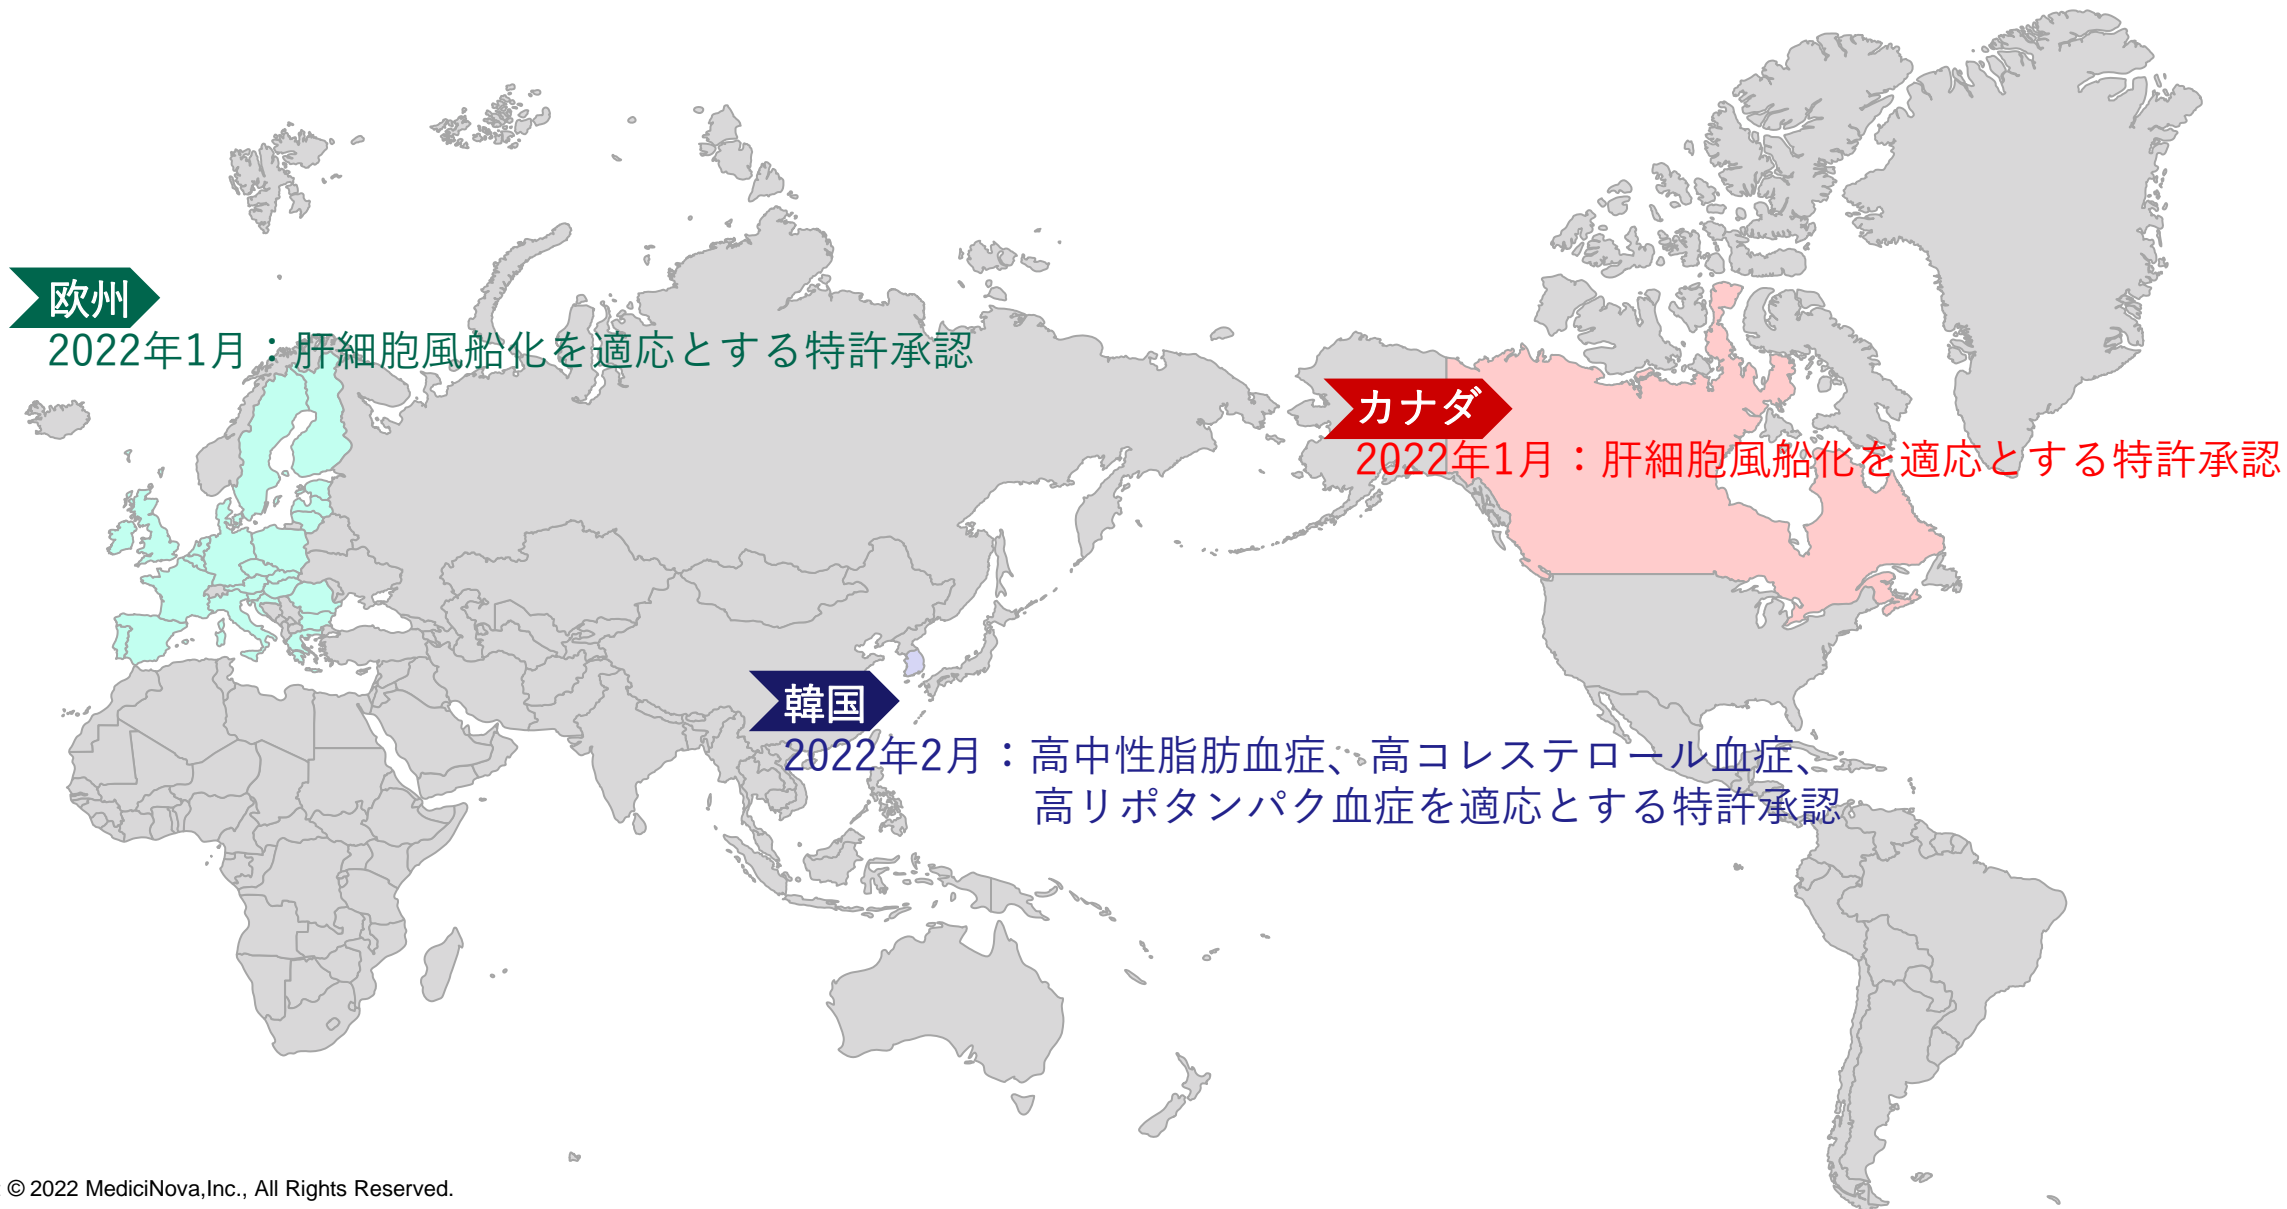 欧州
2022年1月：肝細胞風船化を適応とする特許承認
カナダ
2022年1月：肝細胞風船化を適応とする特許承認
韓国
2022年2月：高中性脂肪血症、高コレステロール血症、
高リポタンパク血症を適応とする特許承認
© 2022 MediciNova,Inc., All Rights Reserved.